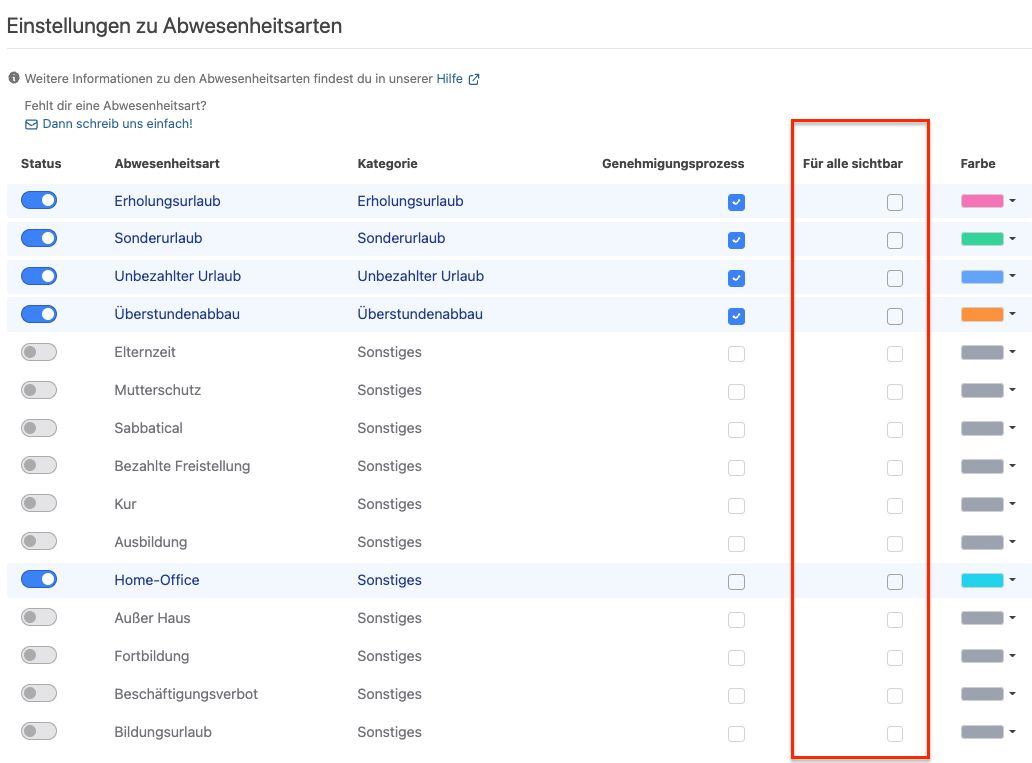 Einstellungen zu Abwesenheitsarten
Weitere Informationen zu den Abwesenheitsarten findest du in unserer Hilfe
Fehlt dir eine Abwesenheitsart?
Dann schreib uns einfach!
Status Abwesenheitsart Kategorie Genehmigungsprozess Für alle sichtbar Farbe
Erholungsurlaub Erholungsurlaub
Sonderurlaub Sonderurlaub
Unbezahlter Urlaub Unbezahlter Urlaub
Überstundenabbau Überstundenabbau
Elternzeit Sonstiges
Mutterschutz Sonstiges
Sabbatical Sonstiges
Bezahlte Freistellung Sonstiges
Kur Sonstiges
Ausbildung Sonstiges
Home-Office Sonstiges
Außer Haus Sonstiges
Fortbildung Sonstiges
Beschäftigungsverbot Sonstiges
Bildungsurlaub Sonstiges